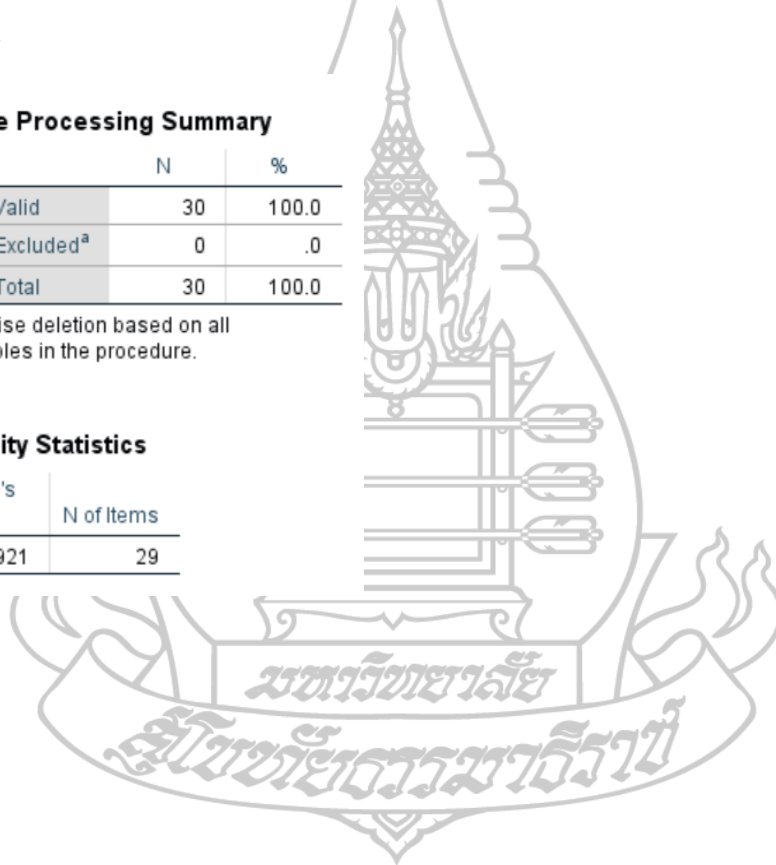 e Processing Summary
N %
Valid 30 100.0
Excludedª 0 .0
Total 30 100.0
ise deletion based on all
oles in the procedure.
ity Statistics
's
N of Items
921 29
มหาวิทยาลัย
สุโขทัยธรรมาธิราช